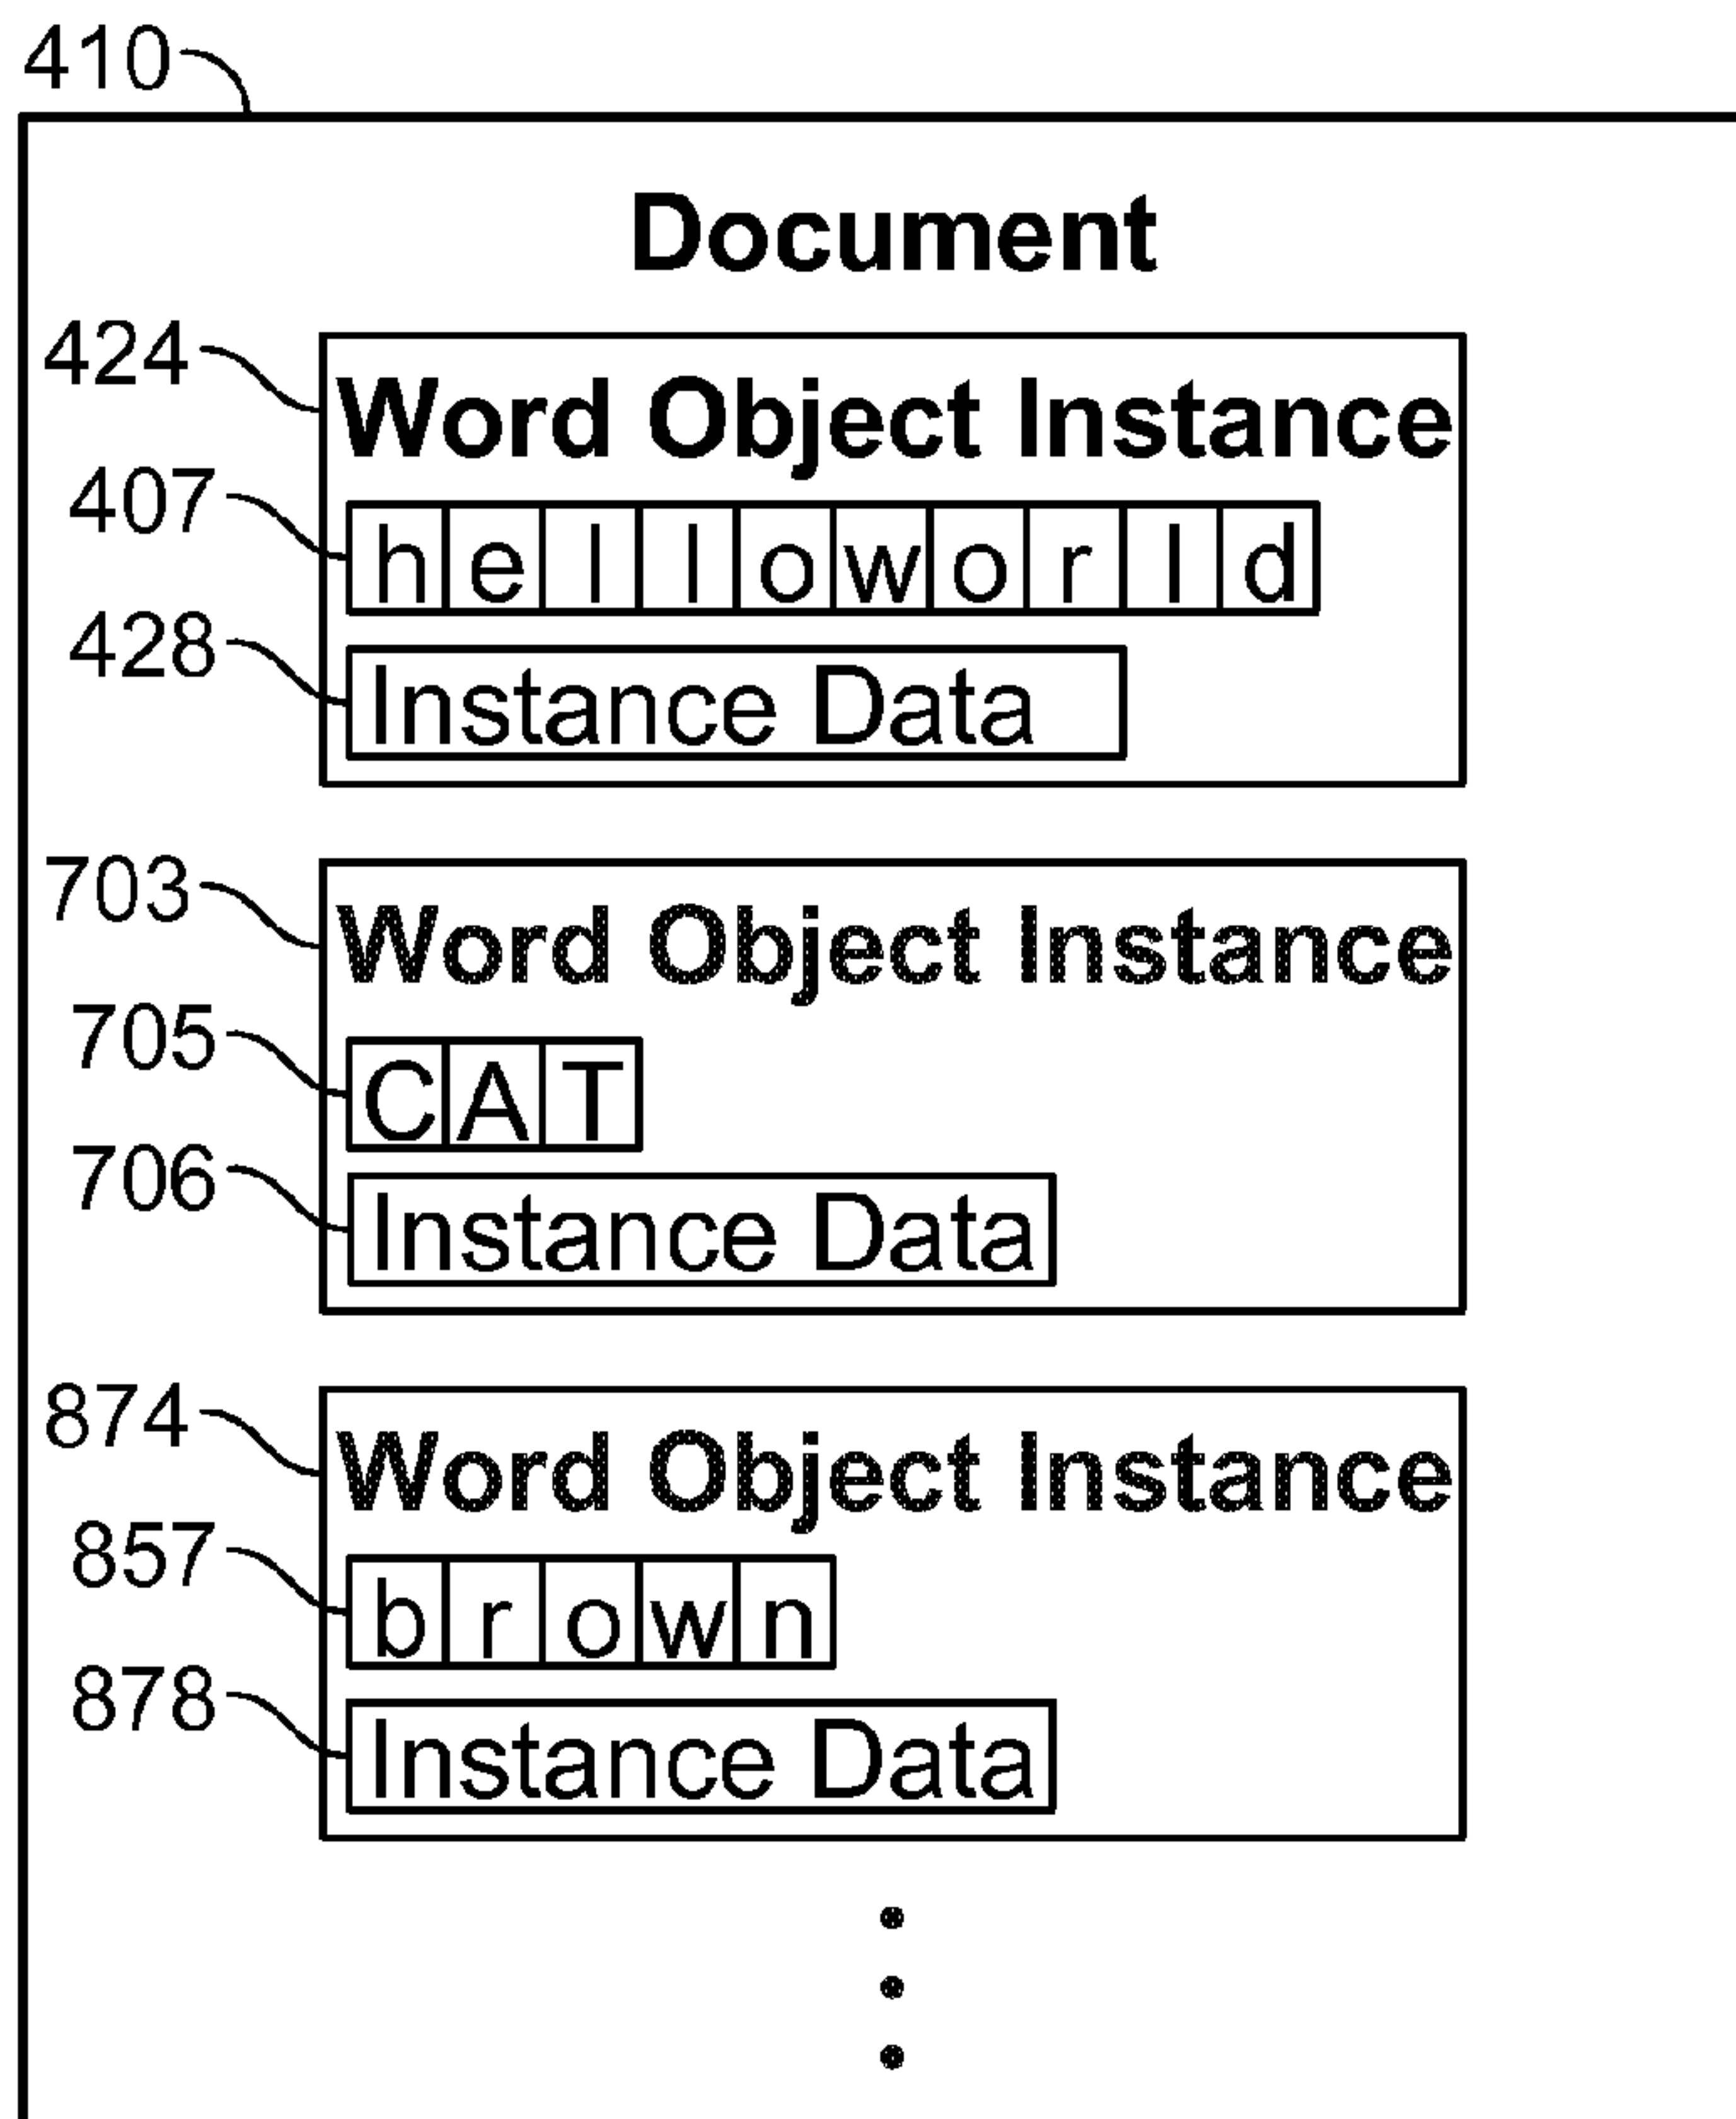 410
Document
424
Word Object Instance
407
h e l l o w o r l d
428
Instance Data
703
Word Object Instance
705
C A T
706
Instance Data
874
Word Object Instance
857
b r o w n
878
Instance Data